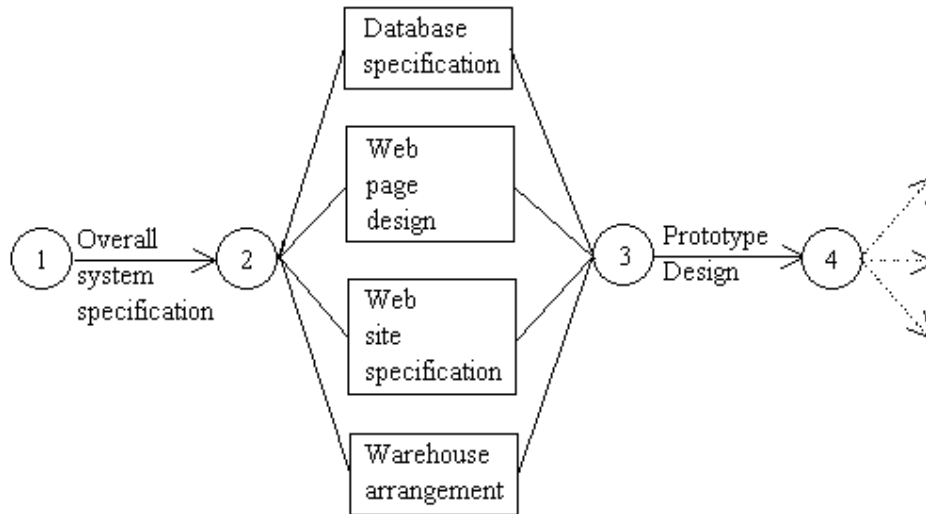 Database
specification
Web
page
design
1
Overall
system
specification
2
3
Prototype
Design
4
Web
site
specification
Warehouse
arrangement